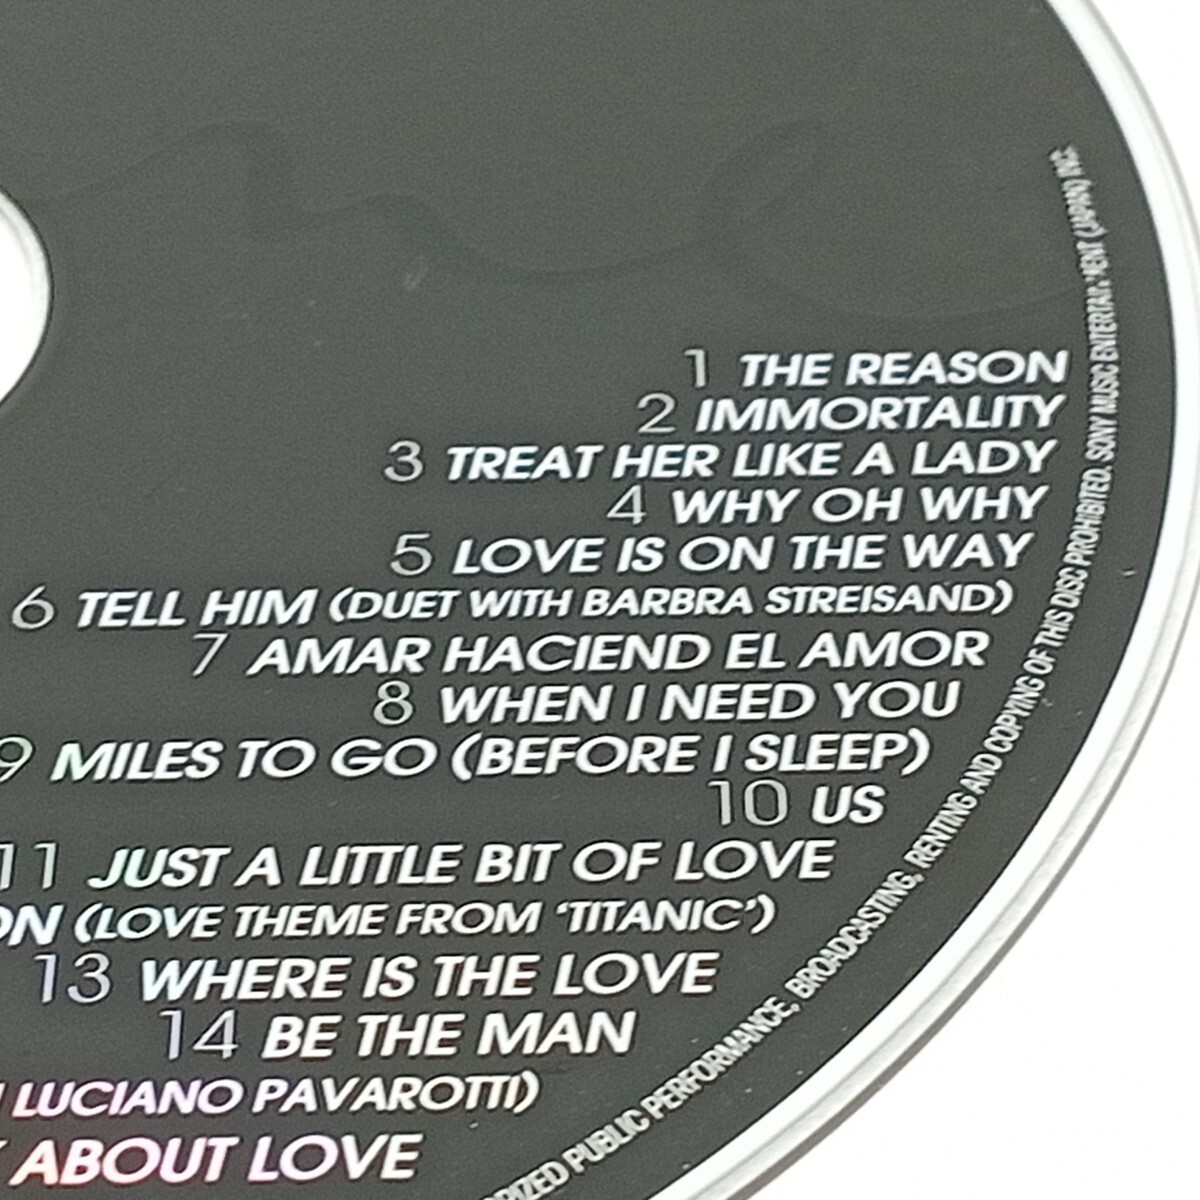 1 THE REASON
2 IMMORTALITY
3 TREAT HER LIKE A LADY
4 WHY OH WHY
5 LOVE IS ON THE WAY
6 TELL HIM (DUET WITH BARBRA STREISAND)
7 AMAR HACIEND EL AMOR
8 WHEN I NEED YOU
9 MILES TO GO (BEFORE I SLEEP)
10 US
11 JUST A LITTLE BIT OF LOVE
ON (LOVE THEME FROM 'TITANIC')
13 WHERE IS THE LOVE
14 BE THE MAN
LUCIANO PAVAROTTI)
ABOUT LOVE
PUBLIC PERFORMANCE, BROADCASTING, RENTING AND COPYING OF THIS DISC PROHIBITED. SONY MUSIC ENTERTAINMENT (JAPAN) INC.